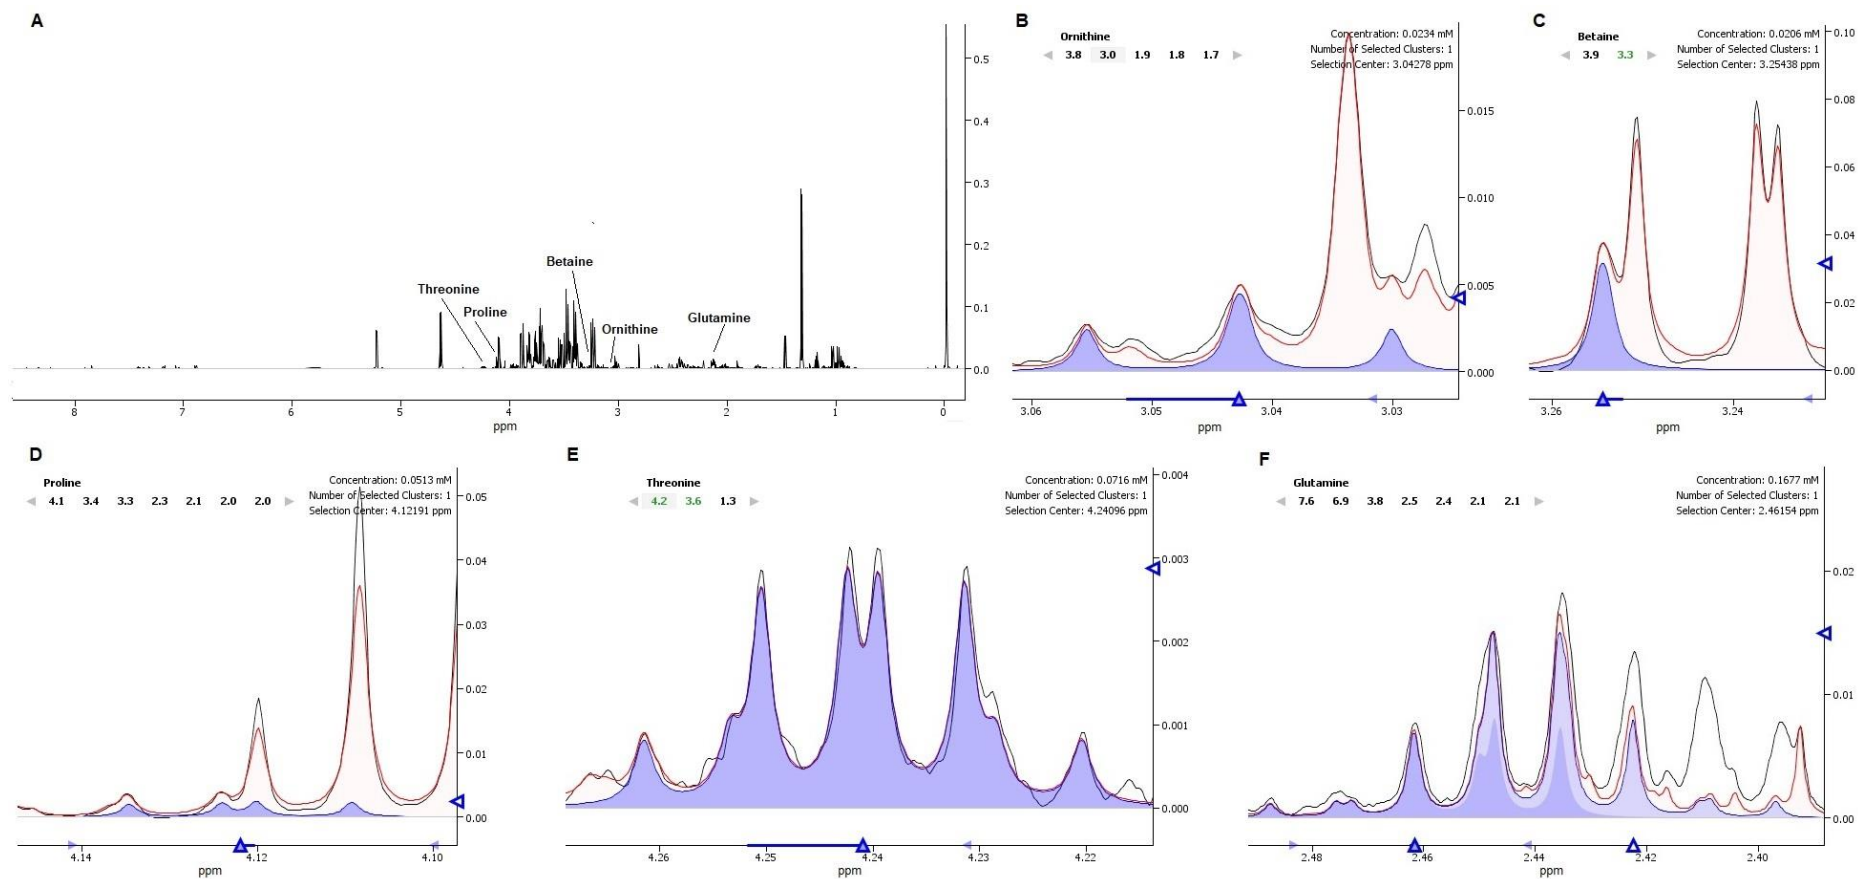 A
Threonine
Proline
Betaine
Ornithine
Glutamine
0.5
0.4
0.3
0.2
0.1
0.0
8 7 6 5 4 3 2 1 0
ppm
B
Ornithine
3.8 3.0 1.9 1.8 1.7
Concentration: 0.0234 mM
Number of Selected Clusters: 1
Selection Center: 3.04278 ppm
0.015
0.010
0.005
0.000
3.06 3.05 3.04 3.03
ppm
C
Betaine
3.9 3.3
Concentration: 0.0206 mM
Number of Selected Clusters: 1
Selection Center: 3.25438 ppm
0.10
0.08
0.06
0.04
0.02
0.00
3.26 3.24
ppm
D
Proline
4.1 3.4 3.3 2.3 2.1 2.0 2.0
Concentration: 0.0513 mM
Number of Selected Clusters: 1
Selection Center: 4.12191 ppm
0.05
0.04
0.03
0.02
0.01
0.00
4.14 4.12 4.10
ppm
E
Threonine
4.2 3.6 1.3
Concentration: 0.0716 mM
Number of Selected Clusters: 1
Selection Center: 4.24096 ppm
0.004
0.003
0.002
0.001
0.000
4.26 4.25 4.24 4.23 4.22
ppm
F
Glutamine
7.6 6.9 3.8 2.5 2.4 2.1 2.1
Concentration: 0.1677 mM
Number of Selected Clusters: 1
Selection Center: 2.46154 ppm
0.02
0.01
0.00
2.48 2.46 2.44 2.42 2.40
ppm